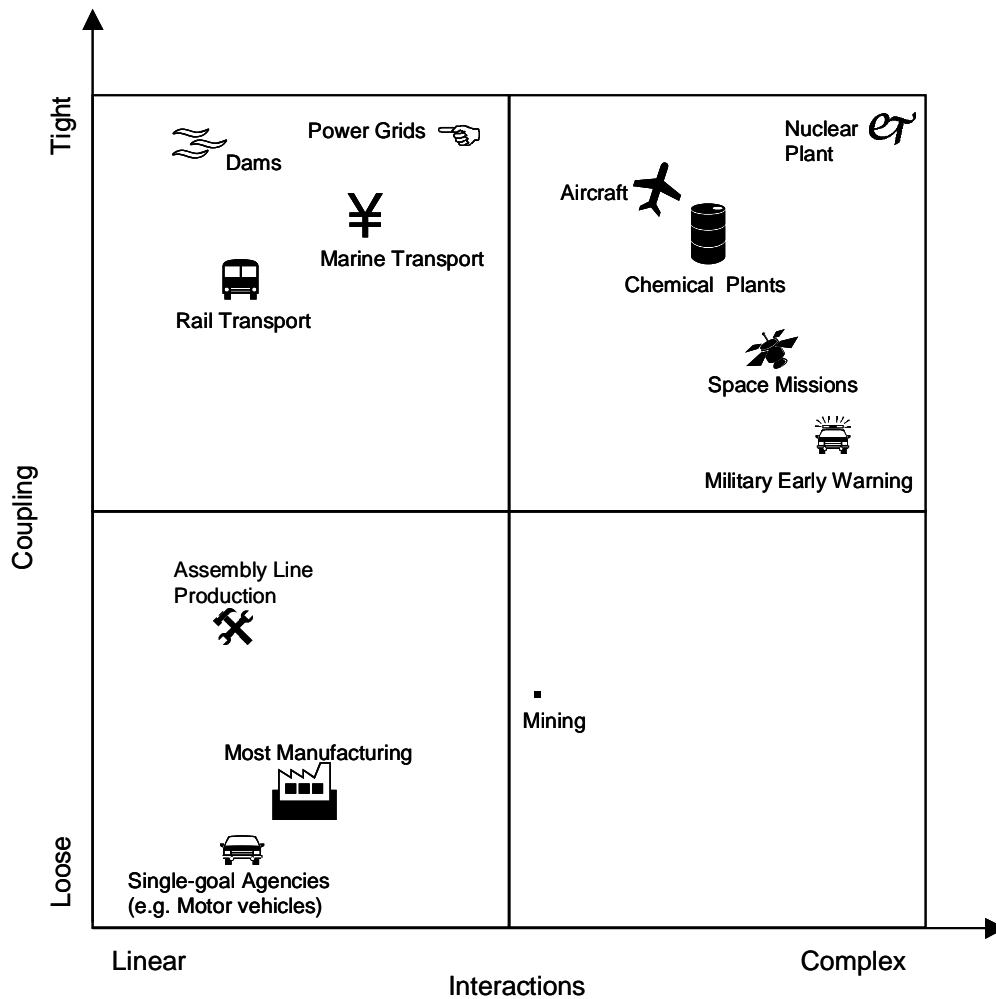 Tight
Power Grids
Dams
Nuclear
Plant
Aircraft
¥
Marine Transport
Chemical Plants
Rail Transport
Space Missions
Military Early Warning
Coupling
Assembly Line
Production
Mining
Most Manufacturing
Loose
Single-goal Agencies
(e.g. Motor vehicles)
Linear
Complex
Interactions